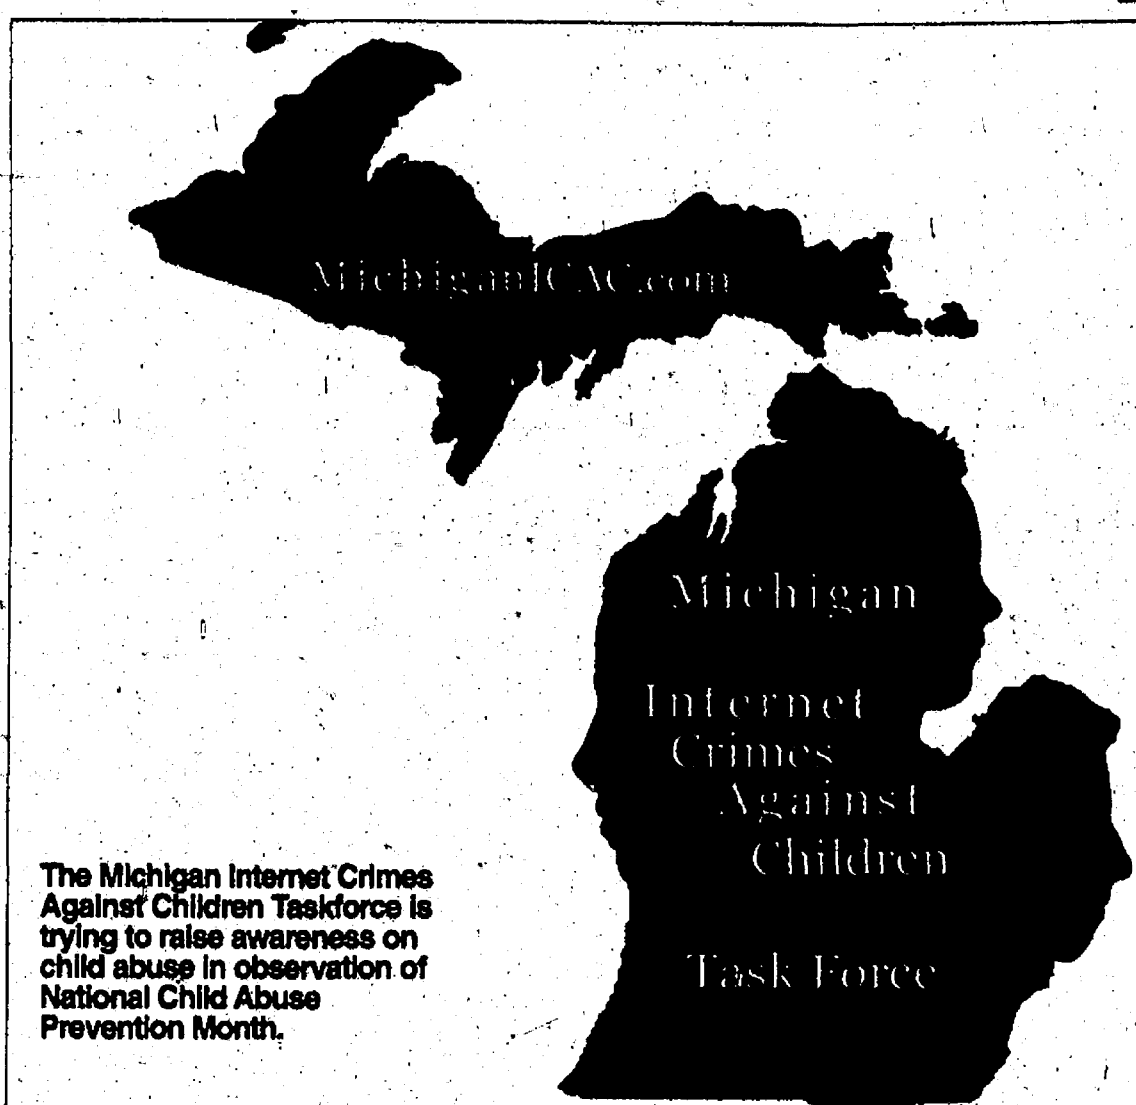 MichiganICAC.com
Michigan
Internet
Crimes
Against
Children
Task Force
The Michigan Internet Crimes
Against Children Taskforce is
trying to raise awareness on
child abuse in observation of
National Child Abuse
Prevention Month.